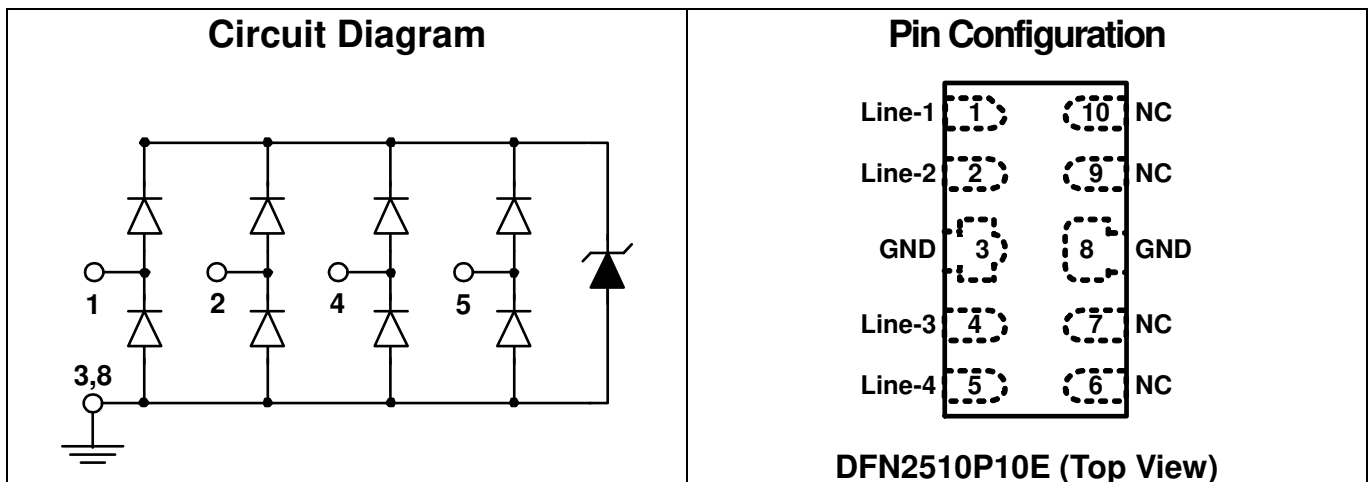 Circuit Diagram
1
2
4
5
3,8
Pin Configuration
Line-1 1 10 NC
Line-2 2 9 NC
GND 3 8 GND
Line-3 4 7 NC
Line-4 5 6 NC
DFN2510P10E (Top View)